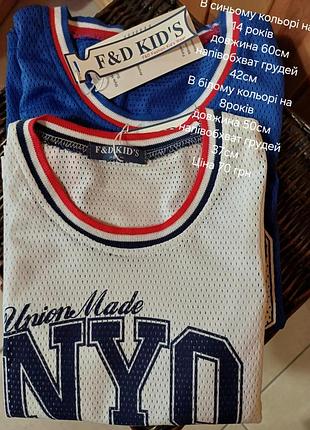 В синьому кольорі на
14 років
довжина 60см
напівобхват грудей
42см
В білому кольорі на
8років
довжина 50см
напівобхват грудей
37см
Ціна 70 грн
F&D KID'S
F&D KID'S
Union Made
NYO